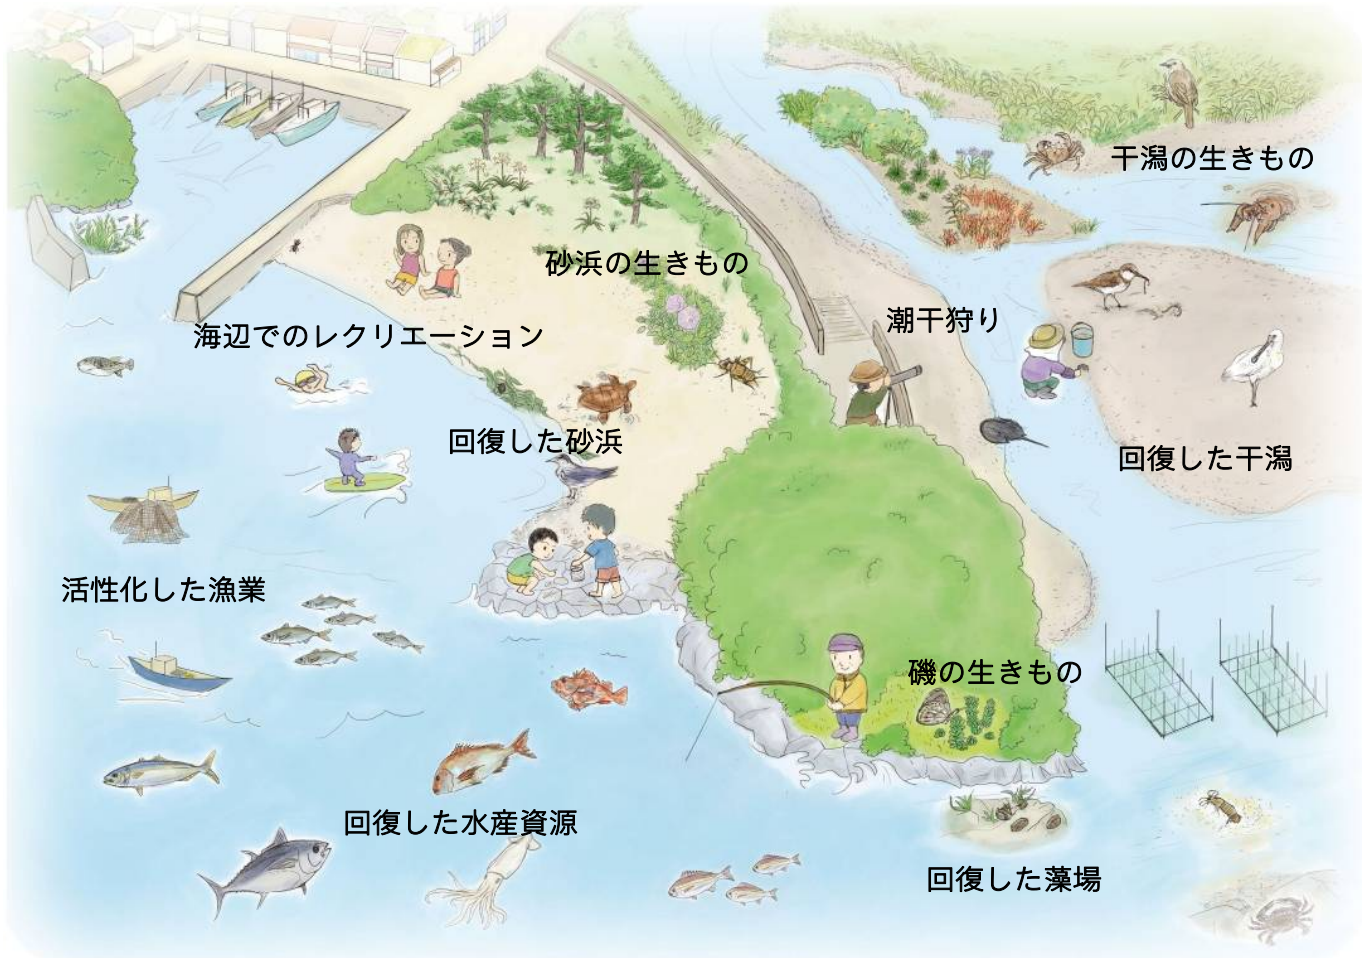 干潟の生きもの
砂浜の生きもの
潮干狩り
海辺でのレクリエーション
回復した砂浜
回復した干潟
活性化した漁業
磯の生きもの
回復した水産資源
回復した藻場